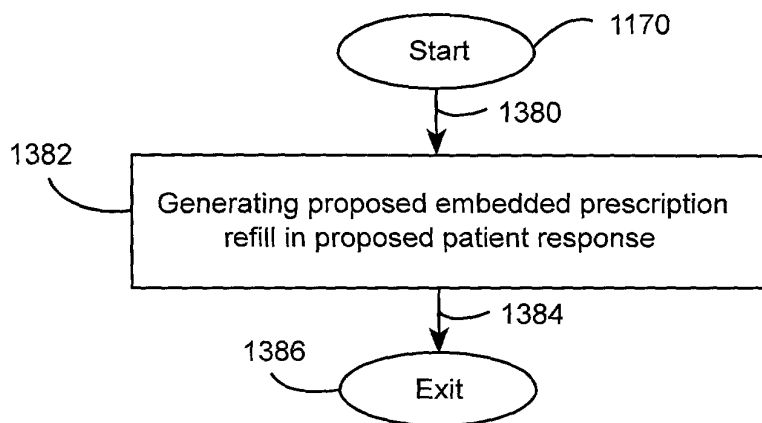 Start
1170
1380
1382
Generating proposed embedded prescription
refill in proposed patient response
1384
1386
Exit